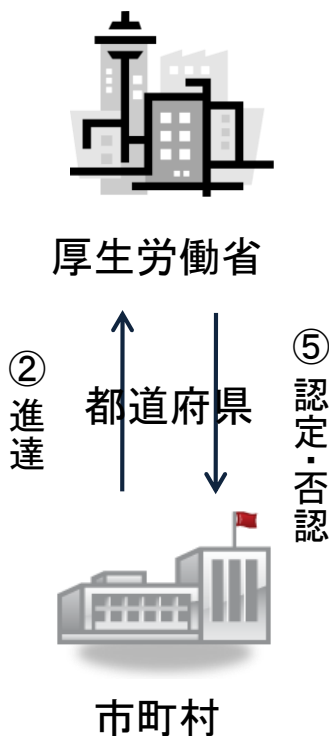 厚生労働省
②進達
都道府県
⑤認定・否認
市町村